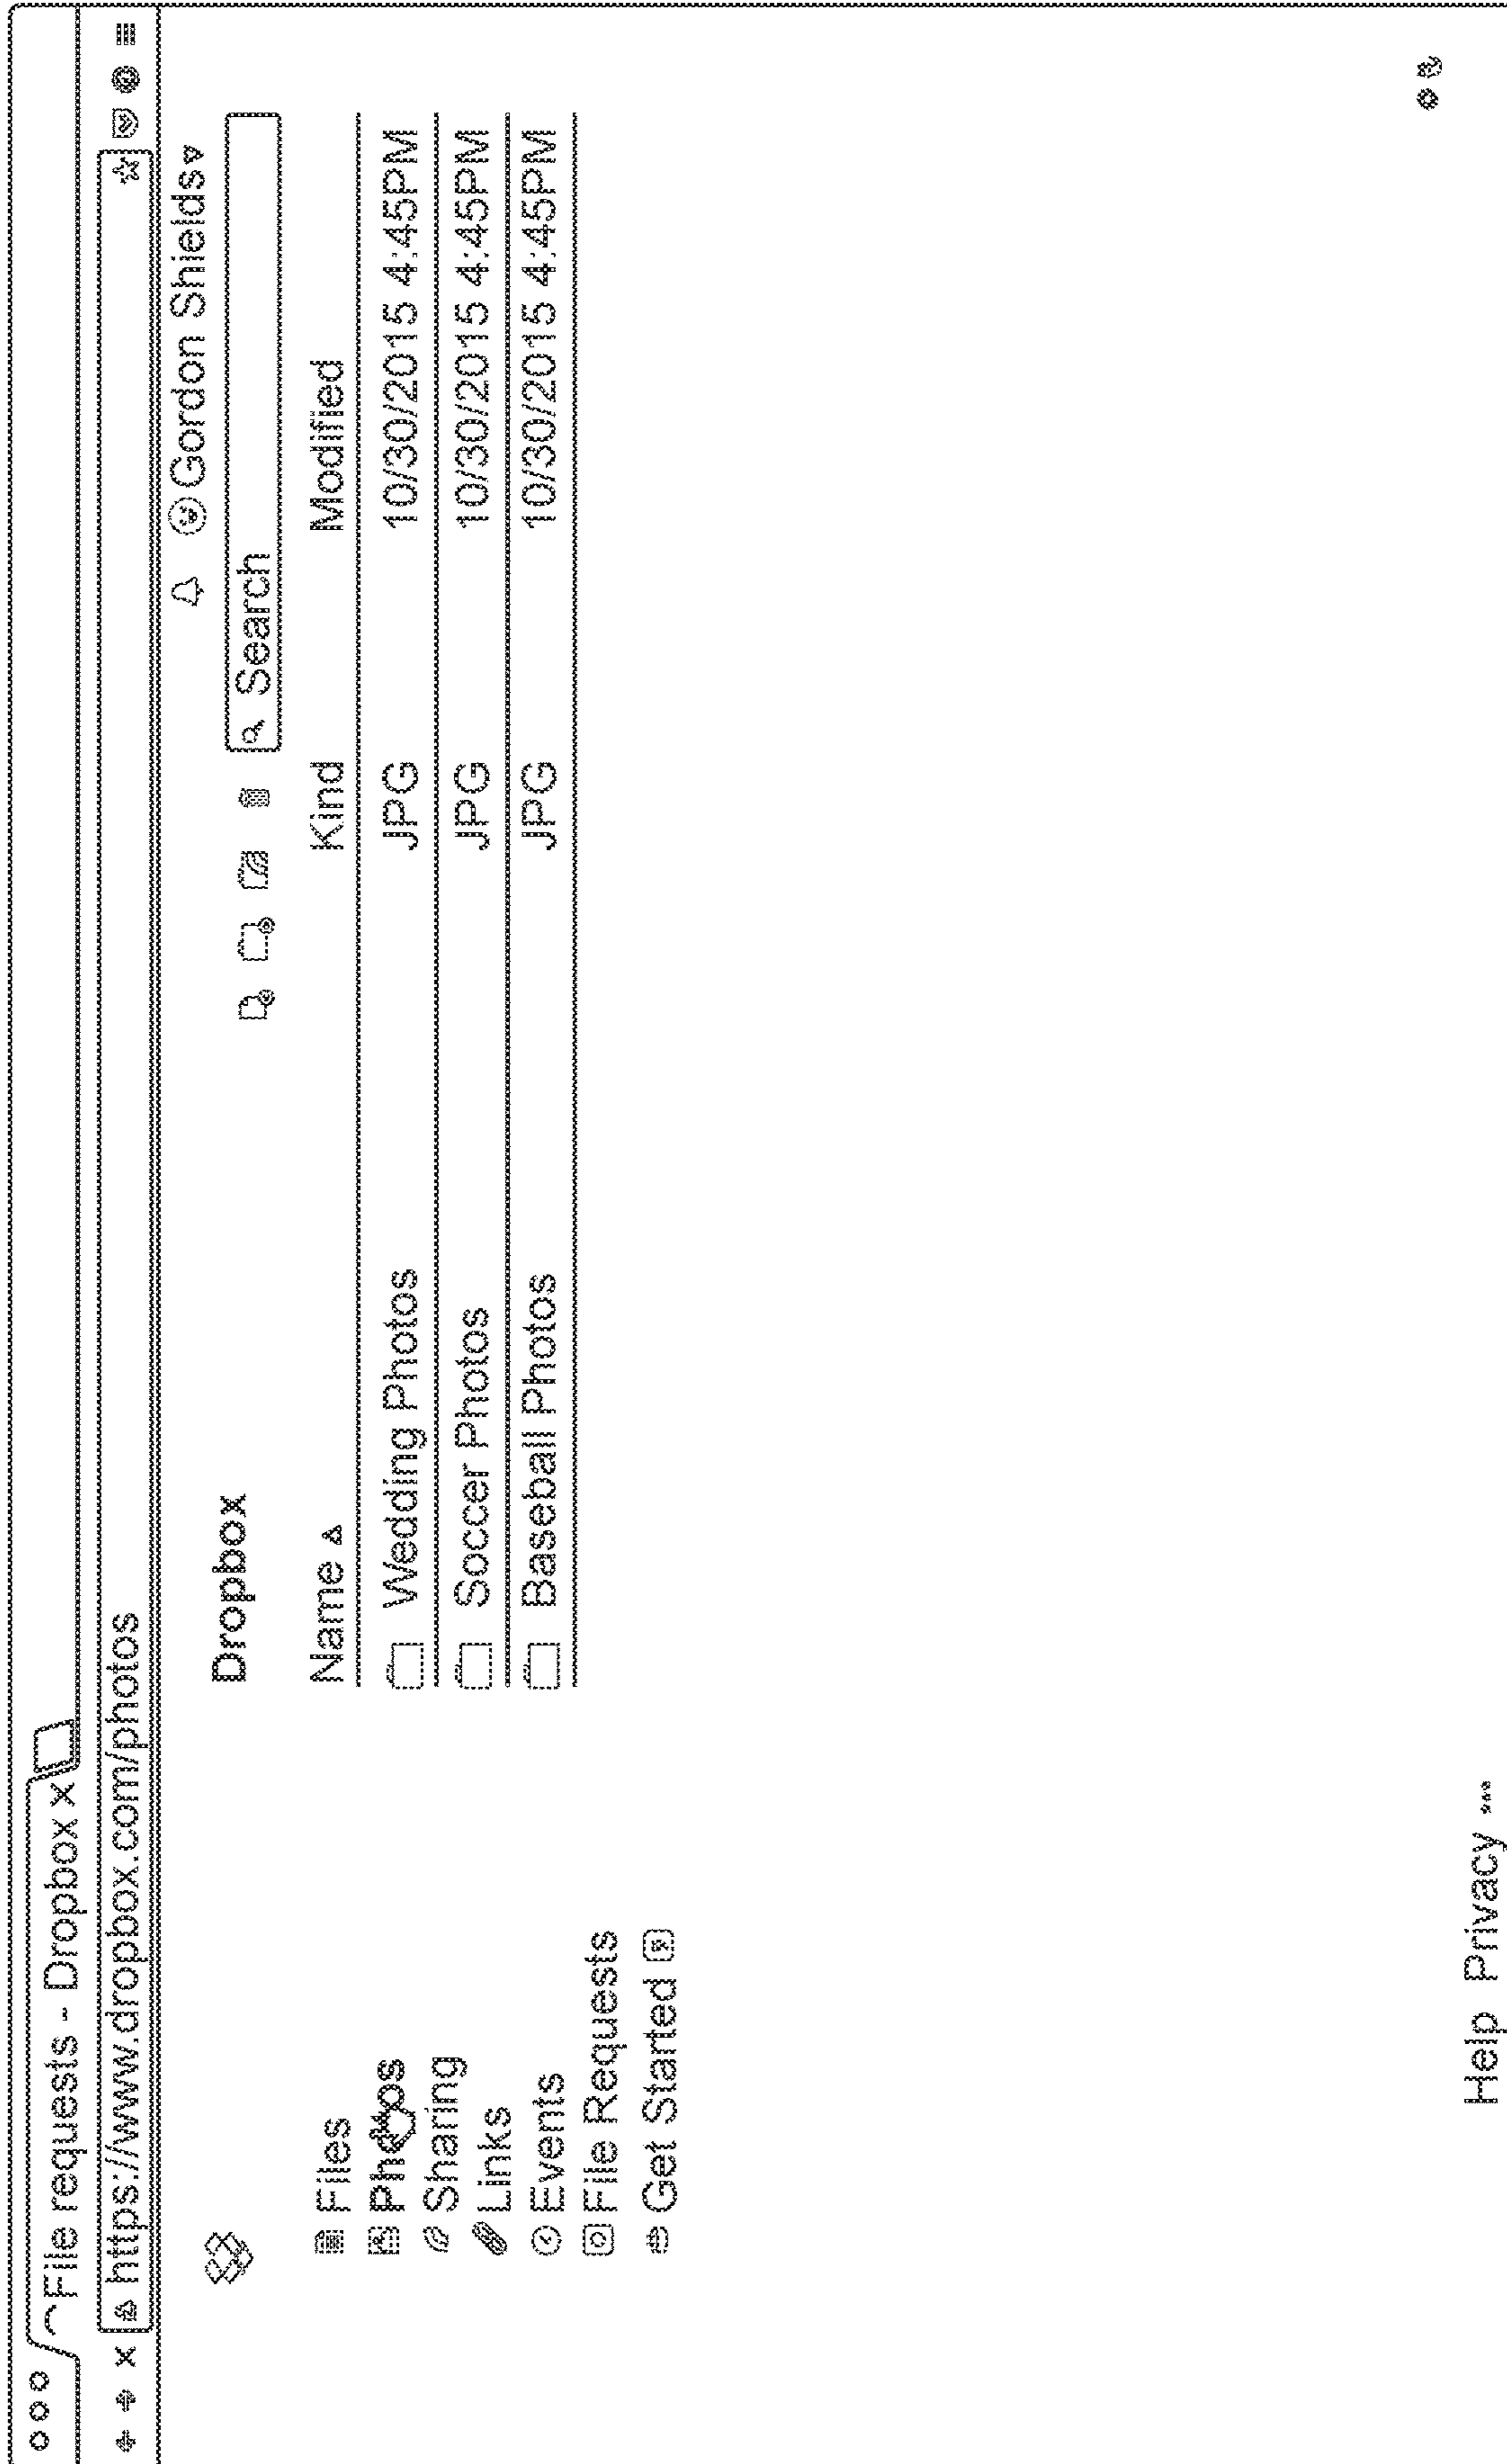 File requests - Dropbox x
https://www.dropbox.com/photos
Gordon Shields
Dropbox
Search
Name Kind Modified
Wedding Photos JPG 10/30/2015 4:45PM
Soccer Photos JPG 10/30/2015 4:45PM
Baseball Photos JPG 10/30/2015 4:45PM
Files
Photos
Sharing
Links
Events
File Requests
Get Started
Help Privacy ...